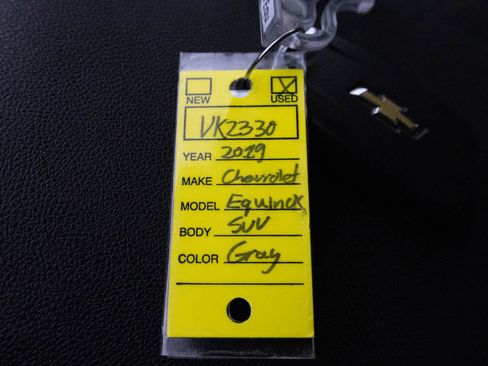 NEW
USED
VK2330
YEAR 2019
MAKE Chevrolet
MODEL Equinox
BODY SUV
COLOR Gray